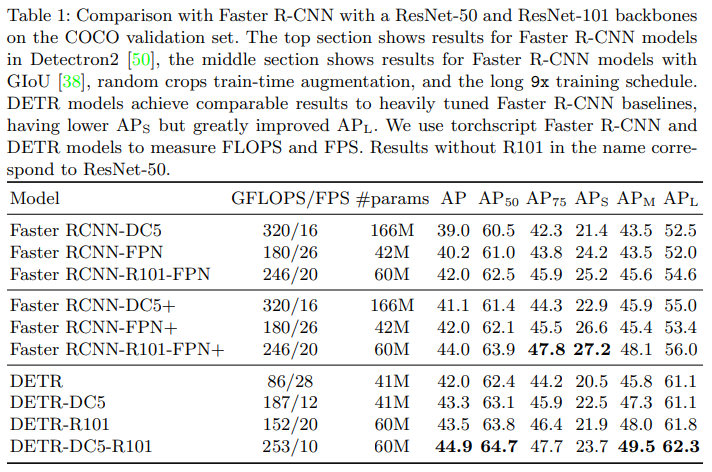 Table 1: Comparison with Faster R-CNN with a ResNet-50 and ResNet-101 backbones
on the COCO validation set. The top section shows results for Faster R-CNN models
in Detectron2 [50], the middle section shows results for Faster R-CNN models with
GIoU [38], random crops train-time augmentation, and the long 9x training schedule.
DETR models achieve comparable results to heavily tuned Faster R-CNN baselines,
having lower APS but greatly improved APL. We use torchscript Faster R-CNN and
DETR models to measure FLOPS and FPS. Results without R101 in the name corre-
spond to ResNet-50.
Model GFLOPS/FPS #params AP AP50 AP75 APS APM APL
Faster RCNN-DC5 320/16 166M 39.0 60.5 42.3 21.4 43.5 52.5
Faster RCNN-FPN 180/26 42M 40.2 61.0 43.8 24.2 43.5 52.0
Faster RCNN-R101-FPN 246/20 60M 42.0 62.5 45.9 25.2 45.6 54.6
Faster RCNN-DC5+ 320/16 166M 41.1 61.4 44.3 22.9 45.9 55.0
Faster RCNN-FPN+ 180/26 42M 42.0 62.1 45.5 26.6 45.4 53.4
Faster RCNN-R101-FPN+ 246/20 60M 44.0 63.9 47.8 27.2 48.1 56.0
DETR 86/28 41M 42.0 62.4 44.2 20.5 45.8 61.1
DETR-DC5 187/12 41M 43.3 63.1 45.9 22.5 47.3 61.1
DETR-R101 152/20 60M 43.5 63.8 46.4 21.9 48.0 61.8
DETR-DC5-R101 253/10 60M 44.9 64.7 47.7 23.7 49.5 62.3